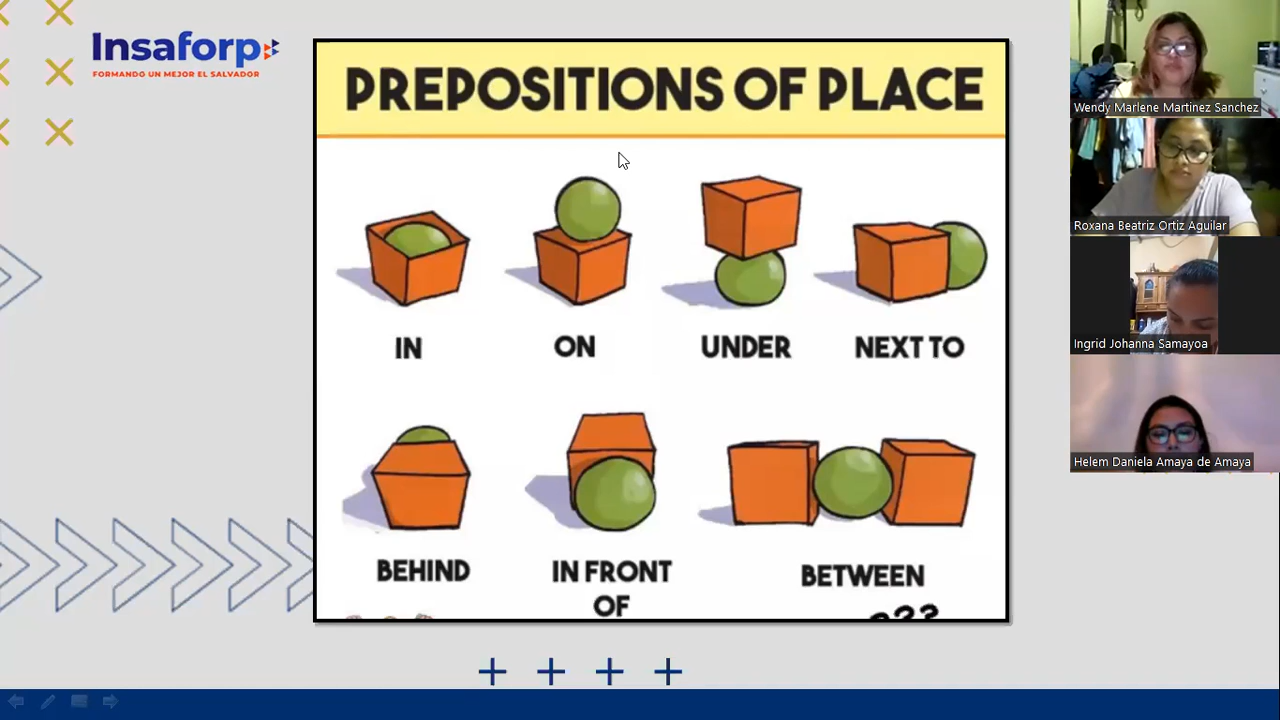 Insaforp
FORMANDO UN MEJOR EL SALVADOR
PREPOSITIONS OF PLACE
IN
ON
UNDER
NEXT TO
BEHIND
IN FRONT
OF
BETWEEN
???
Wendy Marlene Martinez Sanchez
Roxana Beatriz Ortiz Aguilar
Ingrid Johanna Samayoa
Helem Daniela Amaya de Amaya